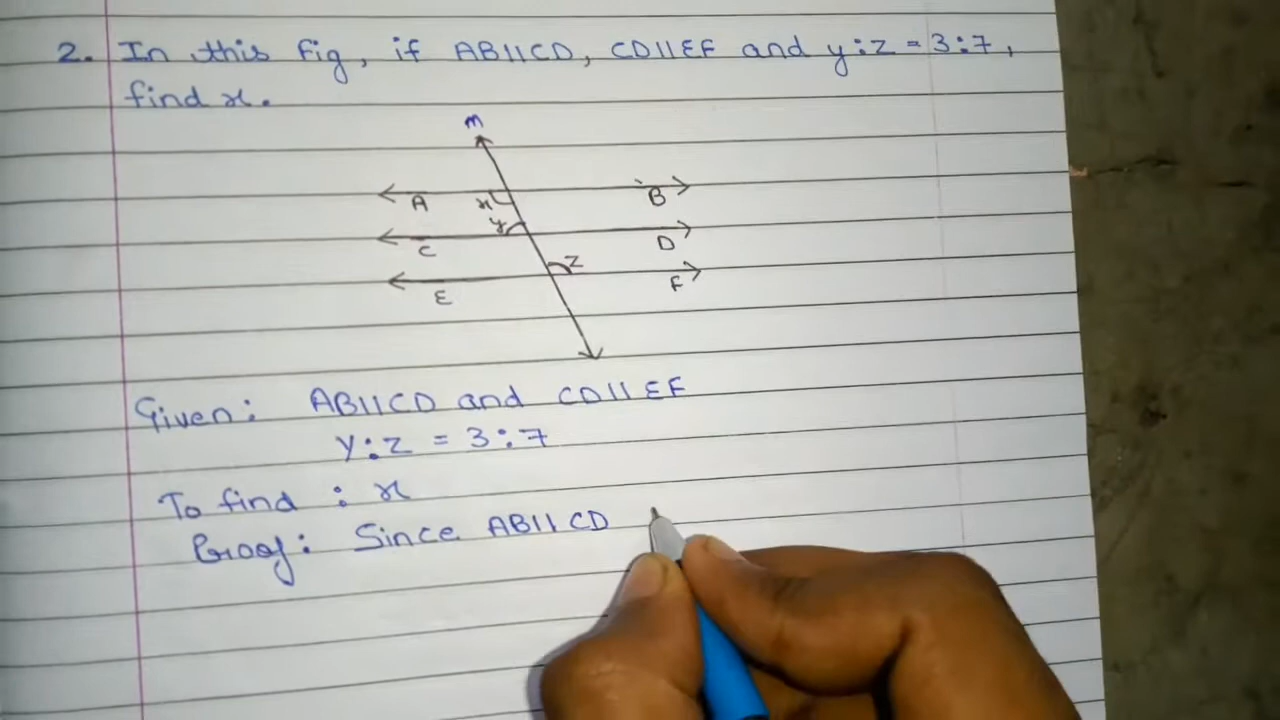 2. In this Fig, if AB||CD, CD||EF and y:z = 3:7,
find x.
m
A B
x
y
C D
z
E F
Given: AB||CD and CD||EF
y:z = 3:7
To find : x
Proof: Since AB||CD